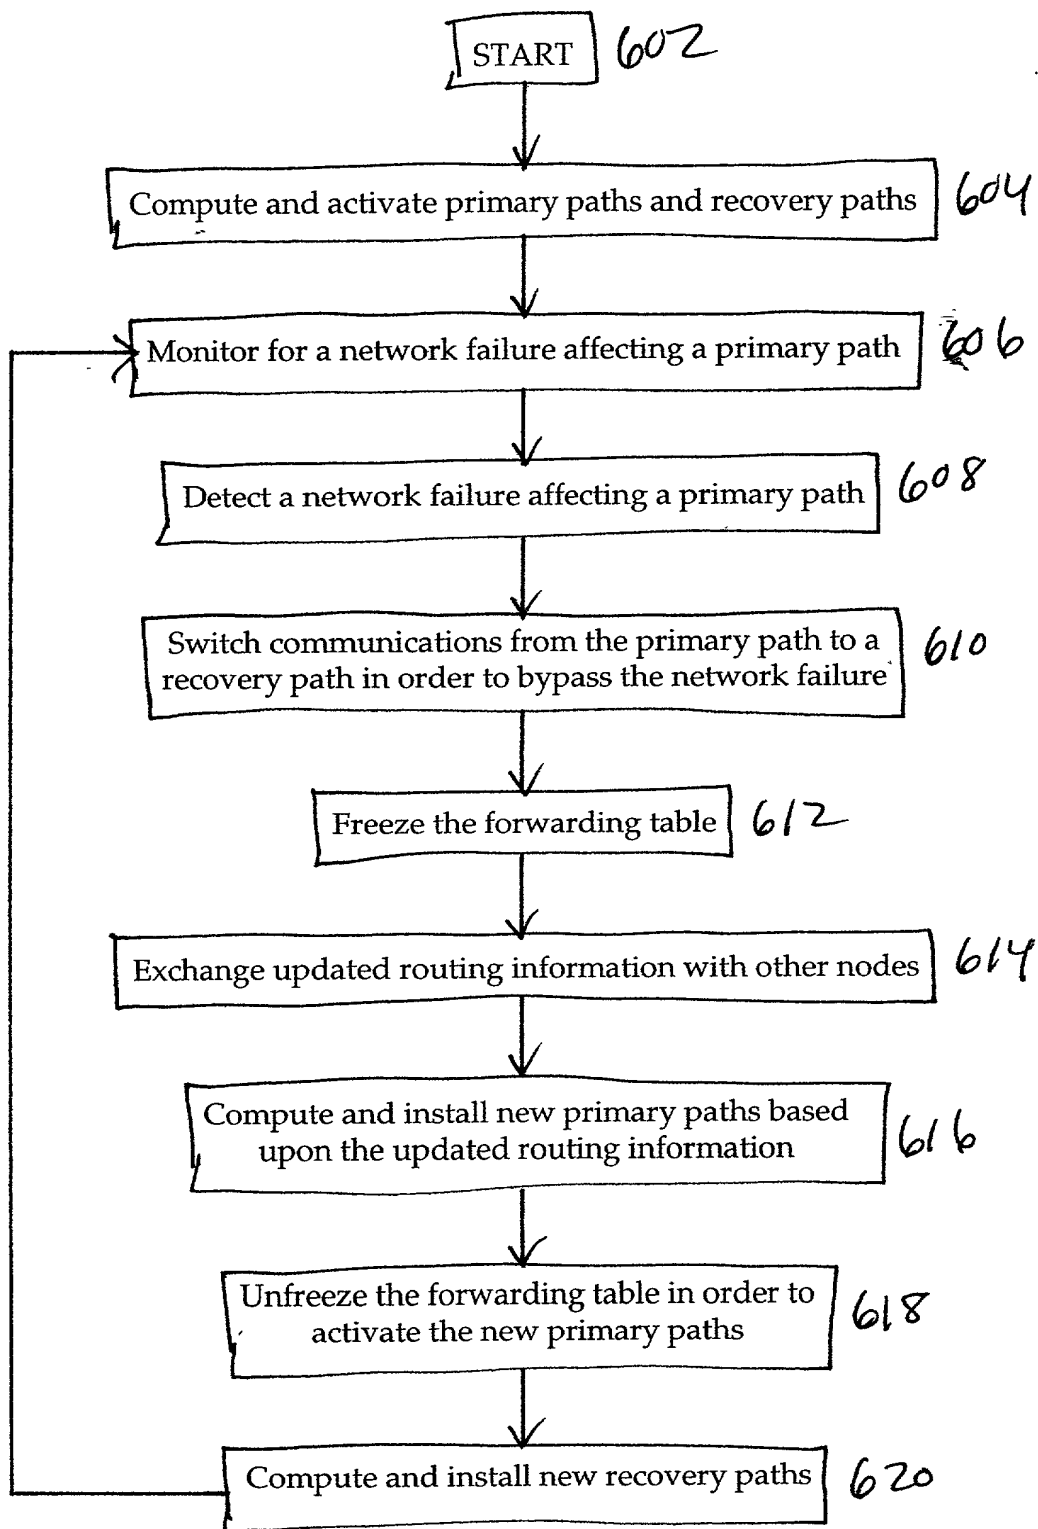 START 602
Compute and activate primary paths and recovery paths 604
Monitor for a network failure affecting a primary path 606
Detect a network failure affecting a primary path 608
Switch communications from the primary path to a
recovery path in order to bypass the network failure 610
Freeze the forwarding table 612
Exchange updated routing information with other nodes 614
Compute and install new primary paths based
upon the updated routing information 616
Unfreeze the forwarding table in order to
activate the new primary paths 618
Compute and install new recovery paths 620